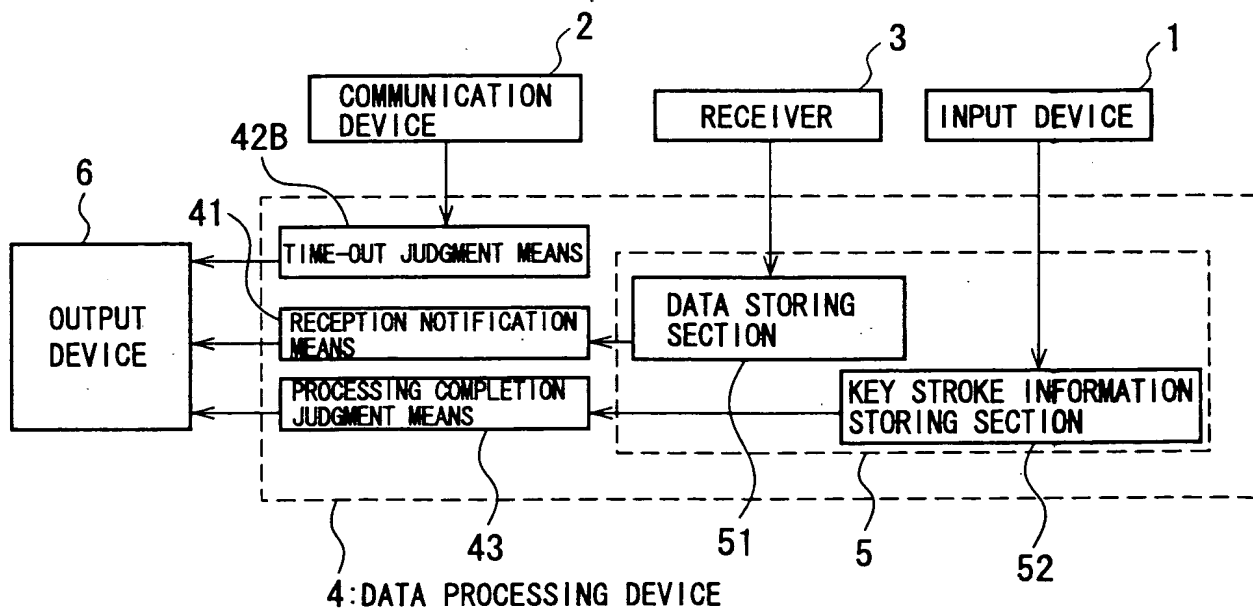 2
3
1
COMMUNICATION
DEVICE
RECEIVER
INPUT DEVICE
42B
6
41
TIME-OUT JUDGMENT MEANS
OUTPUT
DEVICE
RECEPTION NOTIFICATION
MEANS
DATA STORING
SECTION
PROCESSING COMPLETION
JUDGMENT MEANS
KEY STROKE INFORMATION
STORING SECTION
43
51
5
52
4:DATA PROCESSING DEVICE